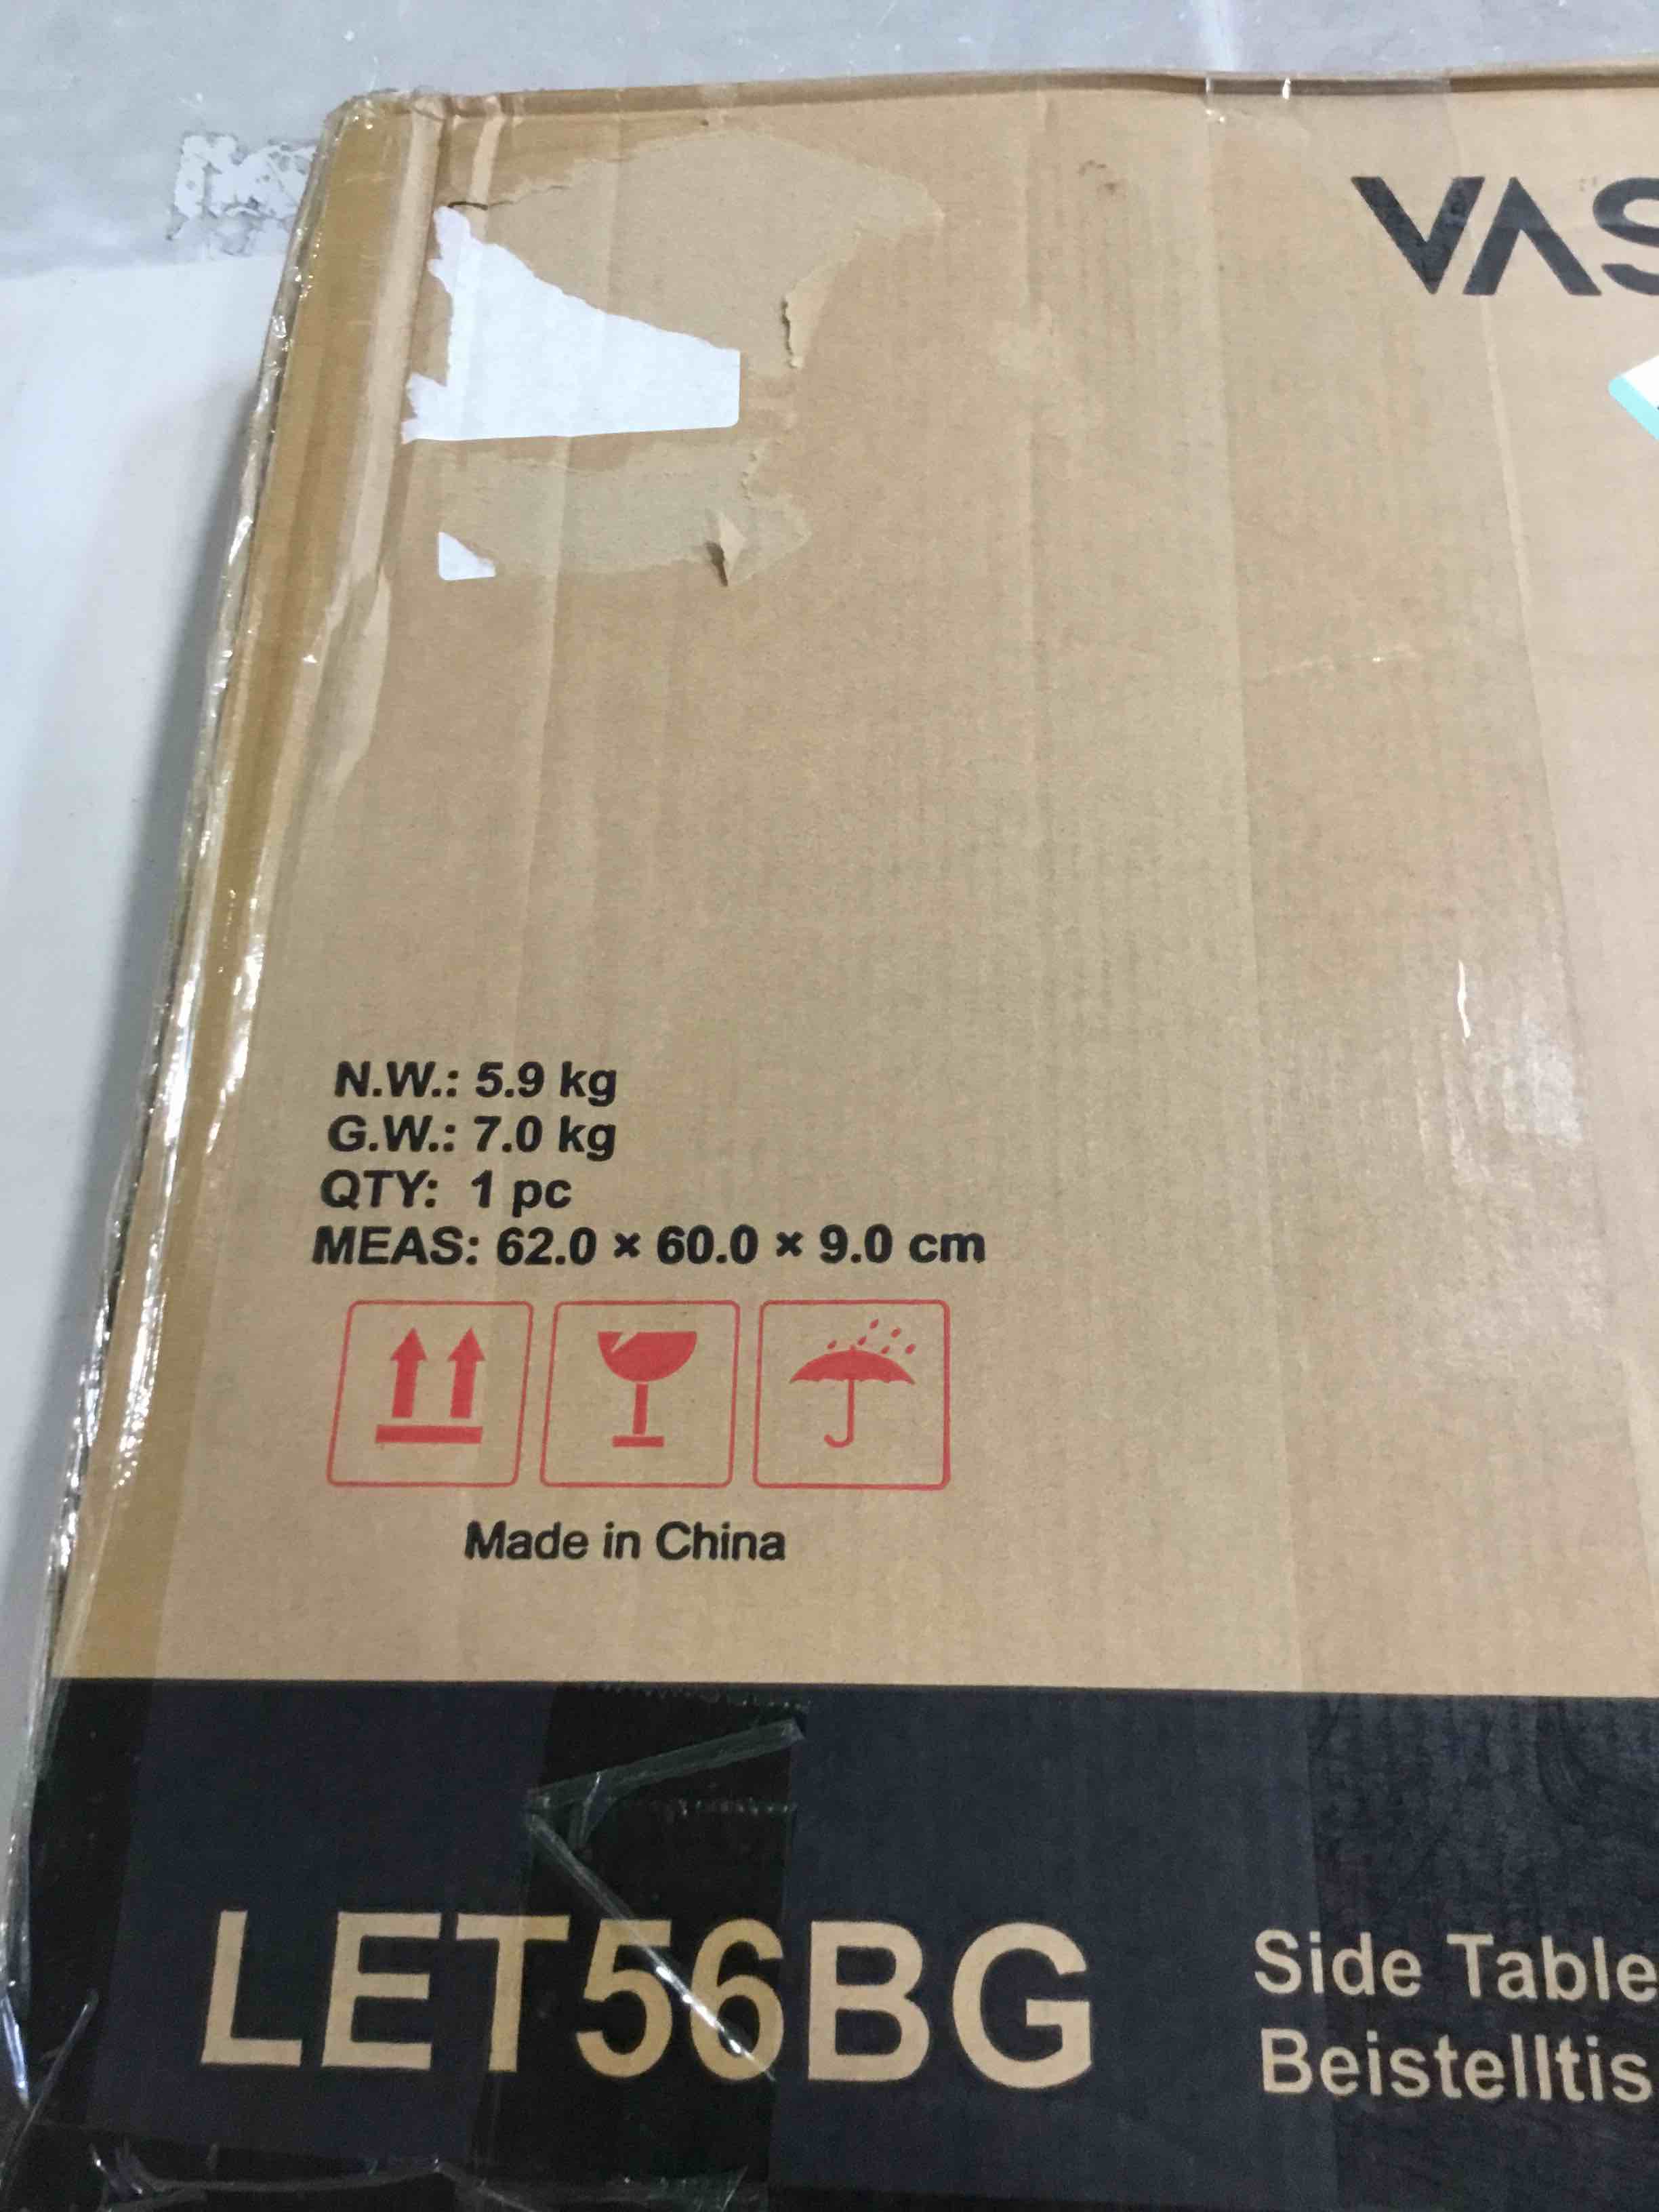 VAS
N.W.: 5.9 kg
G.W.: 7.0 kg
QTY: 1 pc
MEAS: 62.0 × 60.0 × 9.0 cm
Made in China
LET56BG
Side Table
Beistelltis